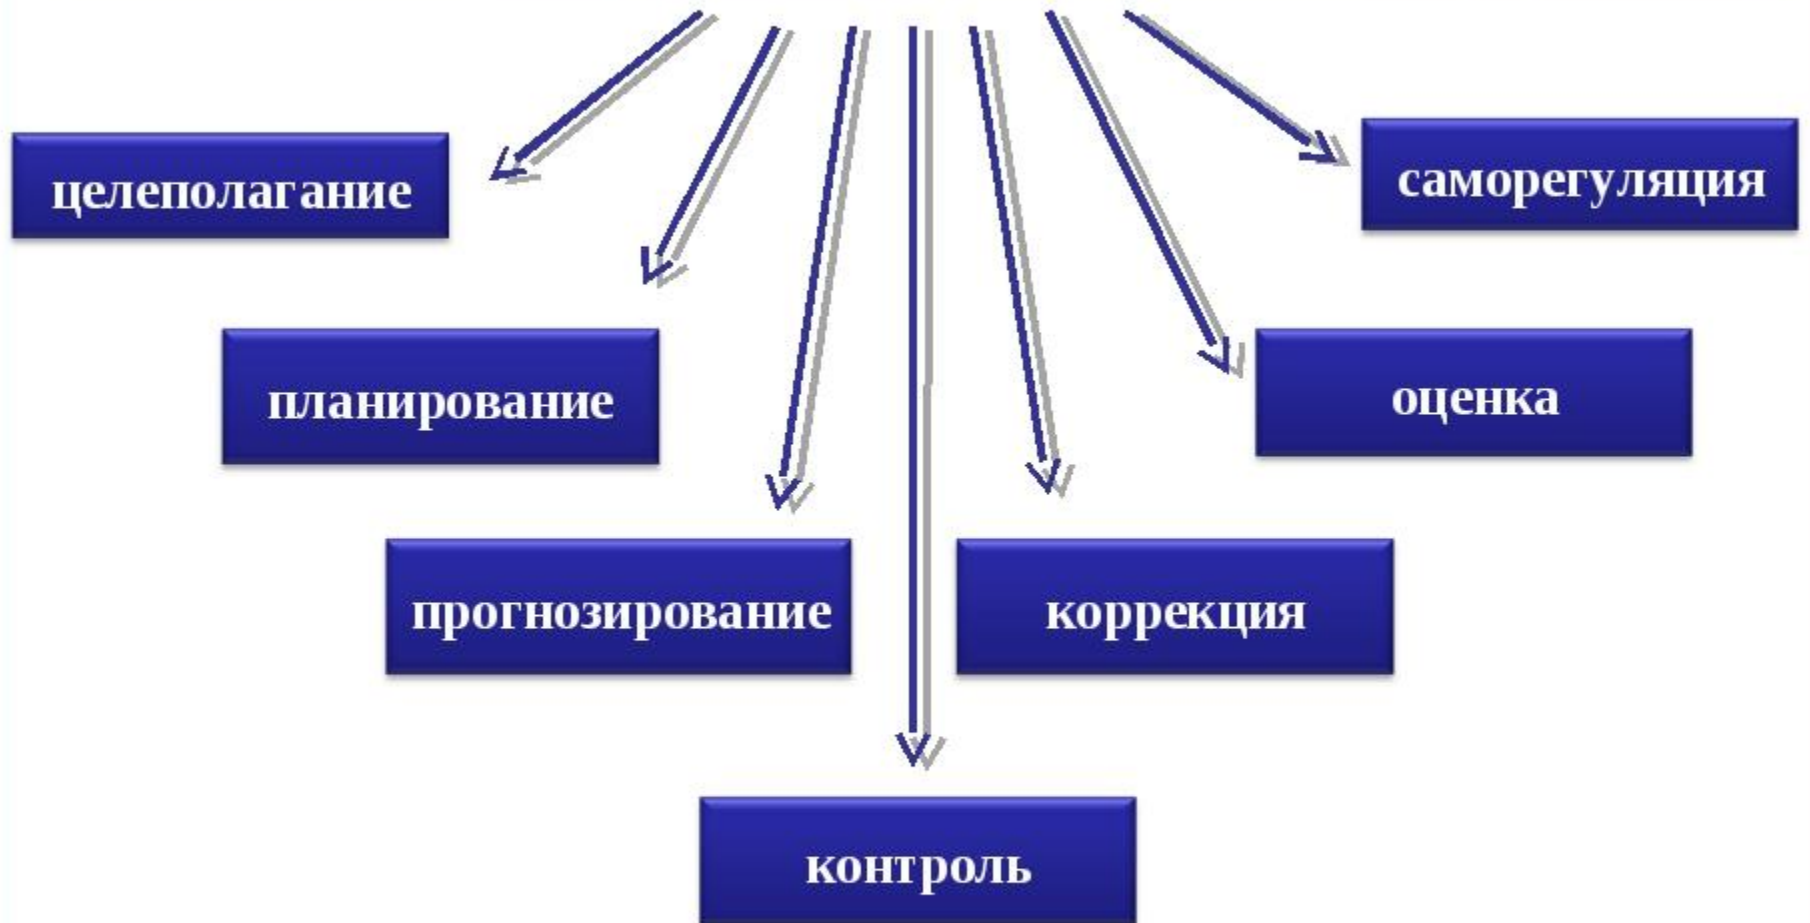 целеполагание
саморегуляция
планирование
оценка
прогнозирование
коррекция
контроль